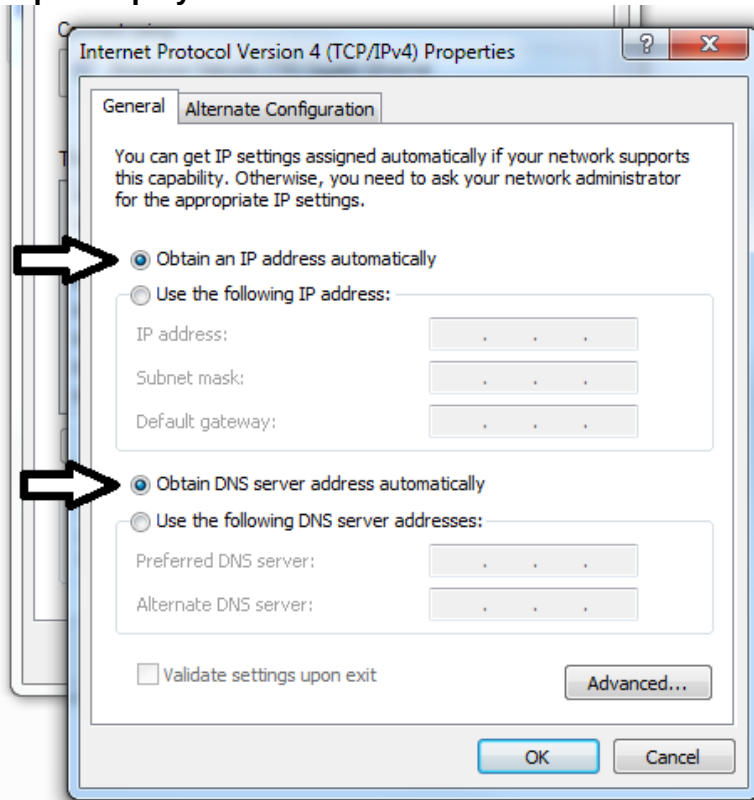 Internet Protocol Version 4 (TCP/IPv4) Properties
General
Alternate Configuration
You can get IP settings assigned automatically if your network supports
this capability. Otherwise, you need to ask your network administrator
for the appropriate IP settings.
Obtain an IP address automatically
Use the following IP address:
IP address:
Subnet mask:
Default gateway:
Obtain DNS server address automatically
Use the following DNS server addresses:
Preferred DNS server:
Alternate DNS server:
Validate settings upon exit
Advanced...
OK
Cancel